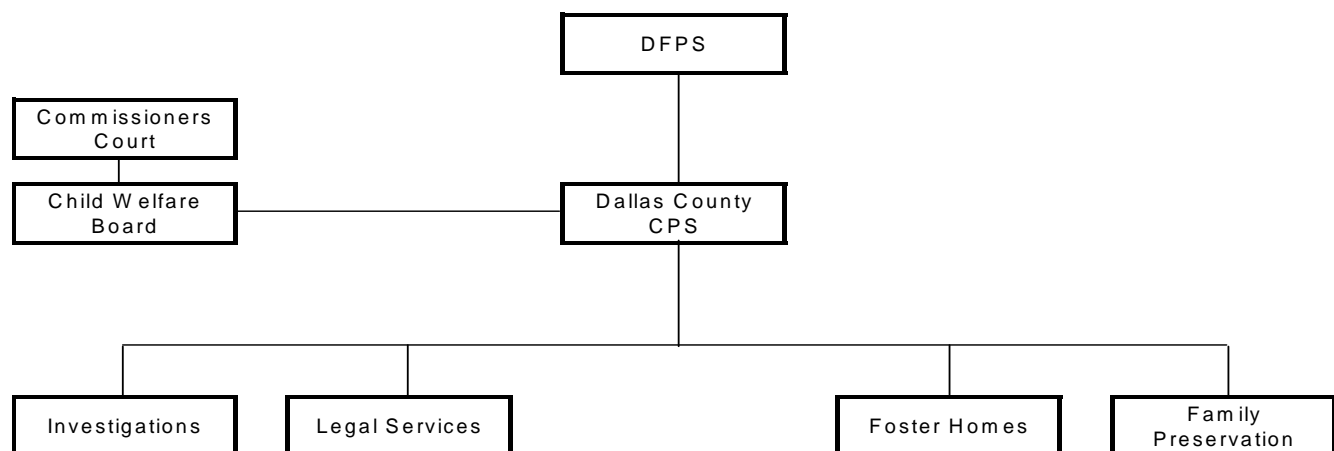 DFPS
Commissioners
Court
Child Welfare
Board
Dallas County
CPS
Investigations
Legal Services
Foster Homes
Family
Preservation